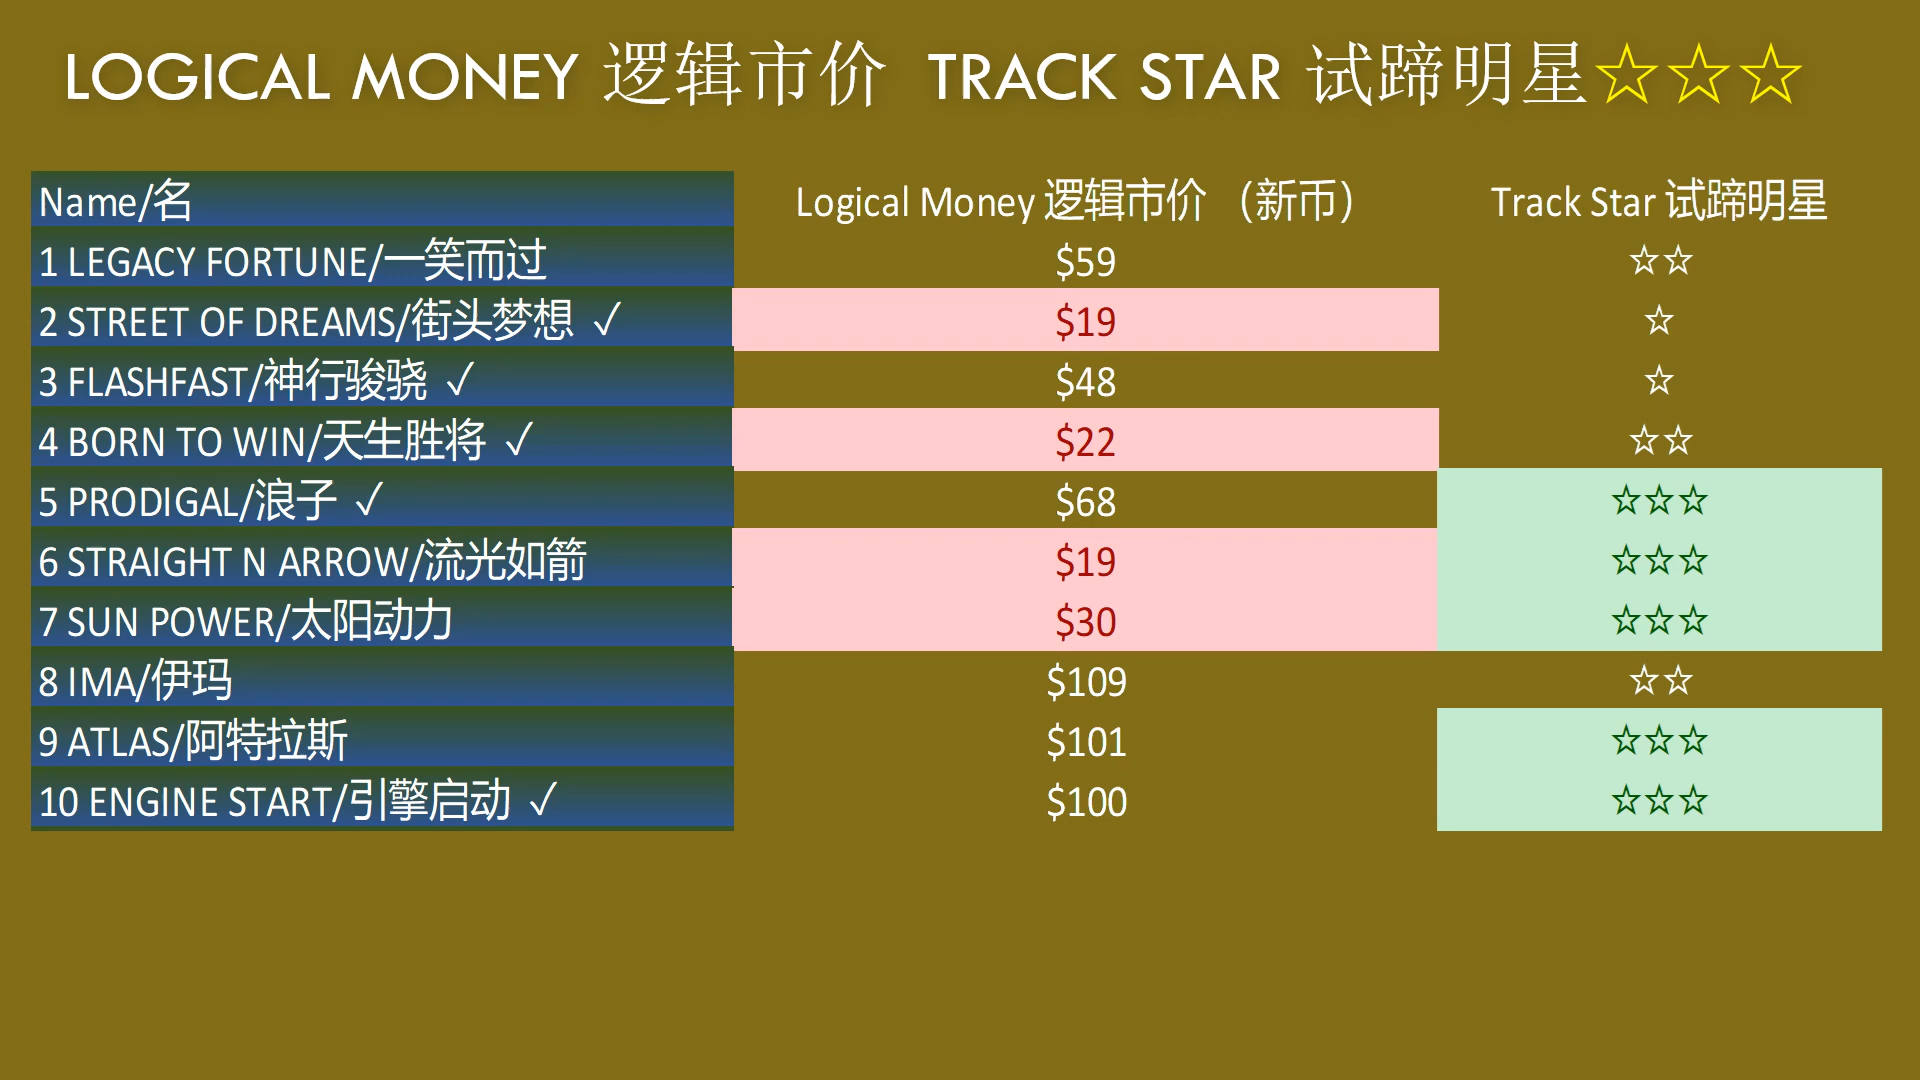 LOGICAL MONEY 逻辑市价 TRACK STAR 试蹄明星☆☆☆
Name/名 Logical Money 逻辑市价 （新币） Track Star 试蹄明星
1 LEGACY FORTUNE/一笑而过 $59 ☆☆
2 STREET OF DREAMS/街头梦想 ✓ $19 ☆
3 FLASHFAST/神行骏骁 ✓ $48 ☆
4 BORN TO WIN/天生胜将 ✓ $22 ☆☆
5 PRODIGAL/浪子 ✓ $68 ☆☆☆
6 STRAIGHT N ARROW/流光如箭 $19 ☆☆☆
7 SUN POWER/太阳动力 $30 ☆☆☆
8 IMA/伊玛 $109 ☆☆
9 ATLAS/阿特拉斯 $101 ☆☆☆
10 ENGINE START/引擎启动 ✓ $100 ☆☆☆